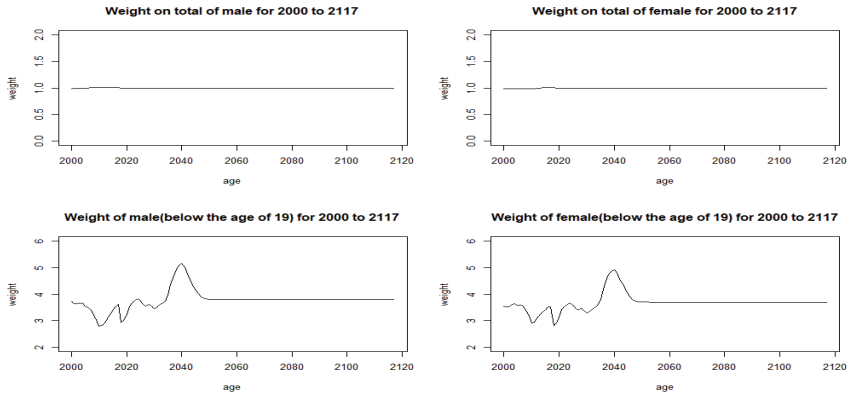 Weight on total of male for 2000 to 2117
weight
2.0
1.5
1.0
0.5
0.0
2000 2020 2040 2060 2080 2100 2120
age
Weight on total of female for 2000 to 2117
weight
2.0
1.5
1.0
0.5
0.0
2000 2020 2040 2060 2080 2100 2120
age
Weight of male(below the age of 19) for 2000 to 2117
weight
6
5
4
3
2
2000 2020 2040 2060 2080 2100 2120
age
Weight of female(below the age of 19) for 2000 to 2117
weight
6
5
4
3
2
2000 2020 2040 2060 2080 2100 2120
age